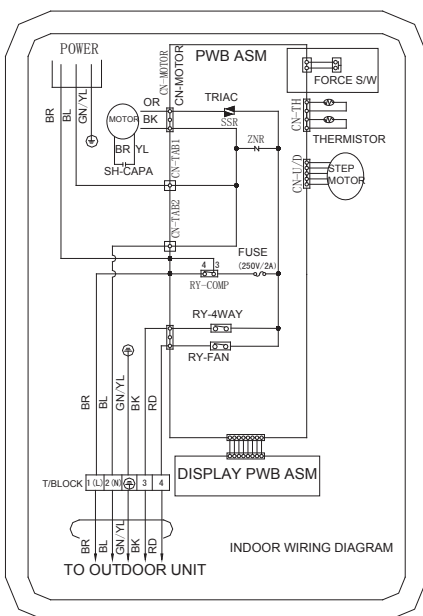 POWER
PWB ASM
CN-MOTOR
CN-MOTOR
FORCE S/W
BR
BL
GN/YL
OR
BK
MOTOR
TRIAC
SSR
CN-TH
THERMISTOR
BR YL
SH-CAPA
CN-TAB1
ZNR
CN-U/D
STEP
MOTOR
CN-TAB2
FUSE
(250V/2A)
4 3
RY-COMP
RY-4WAY
RY-FAN
BR
BL
GN/YL
BK
RD
DISPLAY PWB ASM
T/BLOCK 1(L) 2(N) 3 4
BR
BL
GN/YL
BK
RD
INDOOR WIRING DIAGRAM
TO OUTDOOR UNIT